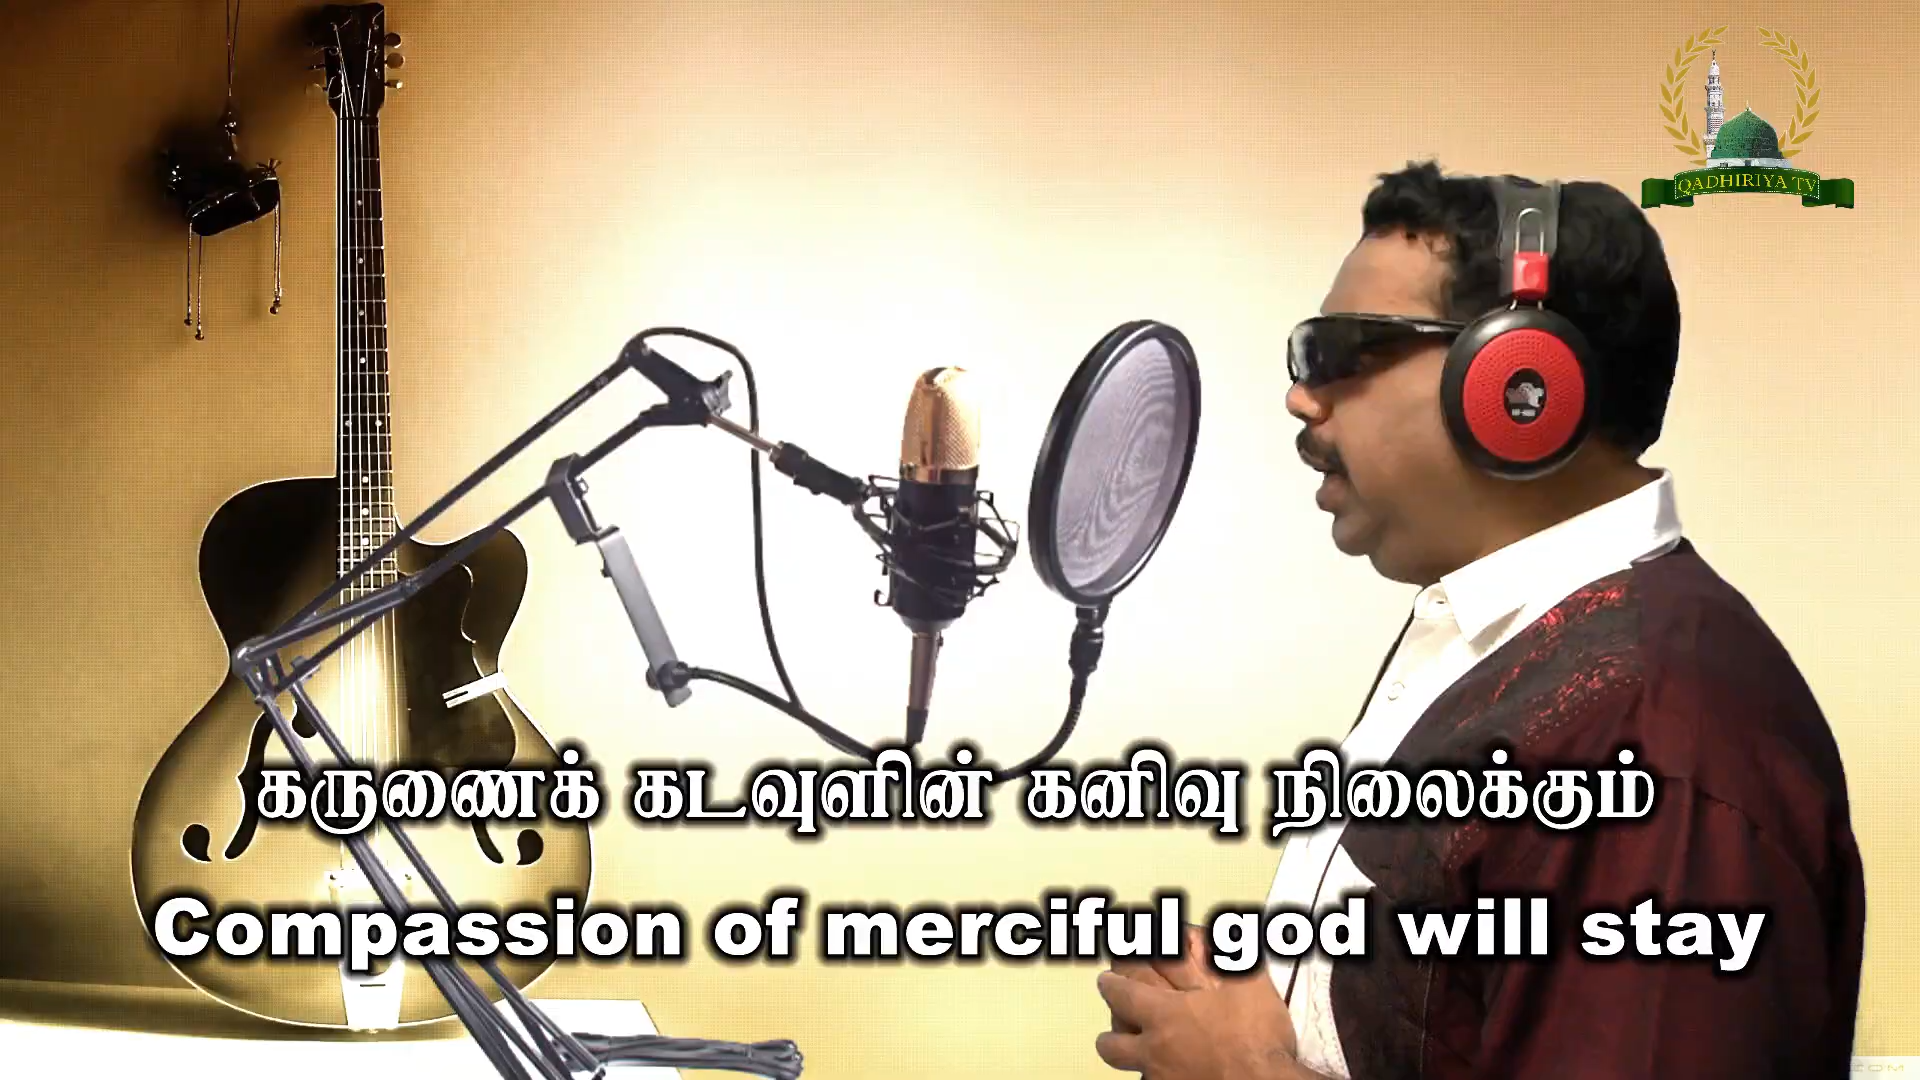 QADHIRIYA TV
கருணைக் கடவுளின் கனிவு நிலைக்கும்
Compassion of merciful god will stay